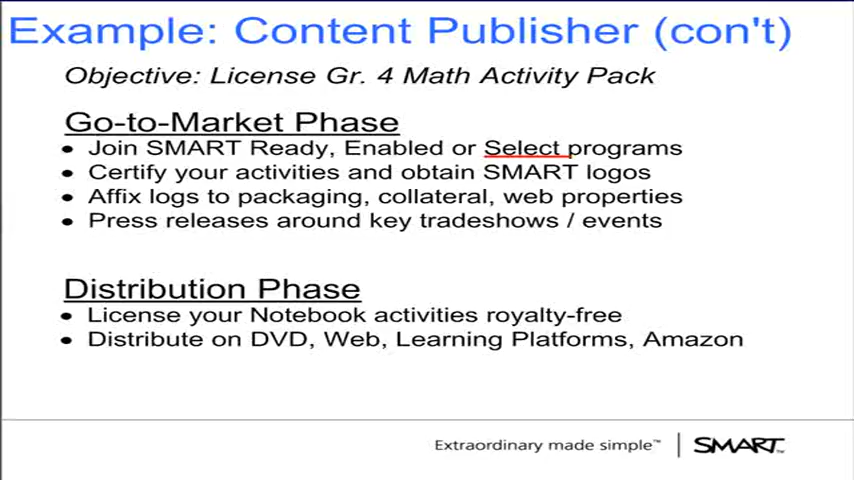 Example: Content Publisher (con't)
Objective: License Gr. 4 Math Activity Pack
Go-to-Market Phase
• Join SMART Ready, Enabled or Select programs
• Certify your activities and obtain SMART logos
• Affix logs to packaging, collateral, web properties
• Press releases around key tradeshows / events
Distribution Phase
• License your Notebook activities royalty-free
• Distribute on DVD, Web, Learning Platforms, Amazon
Extraordinary made simple™ | SMART™